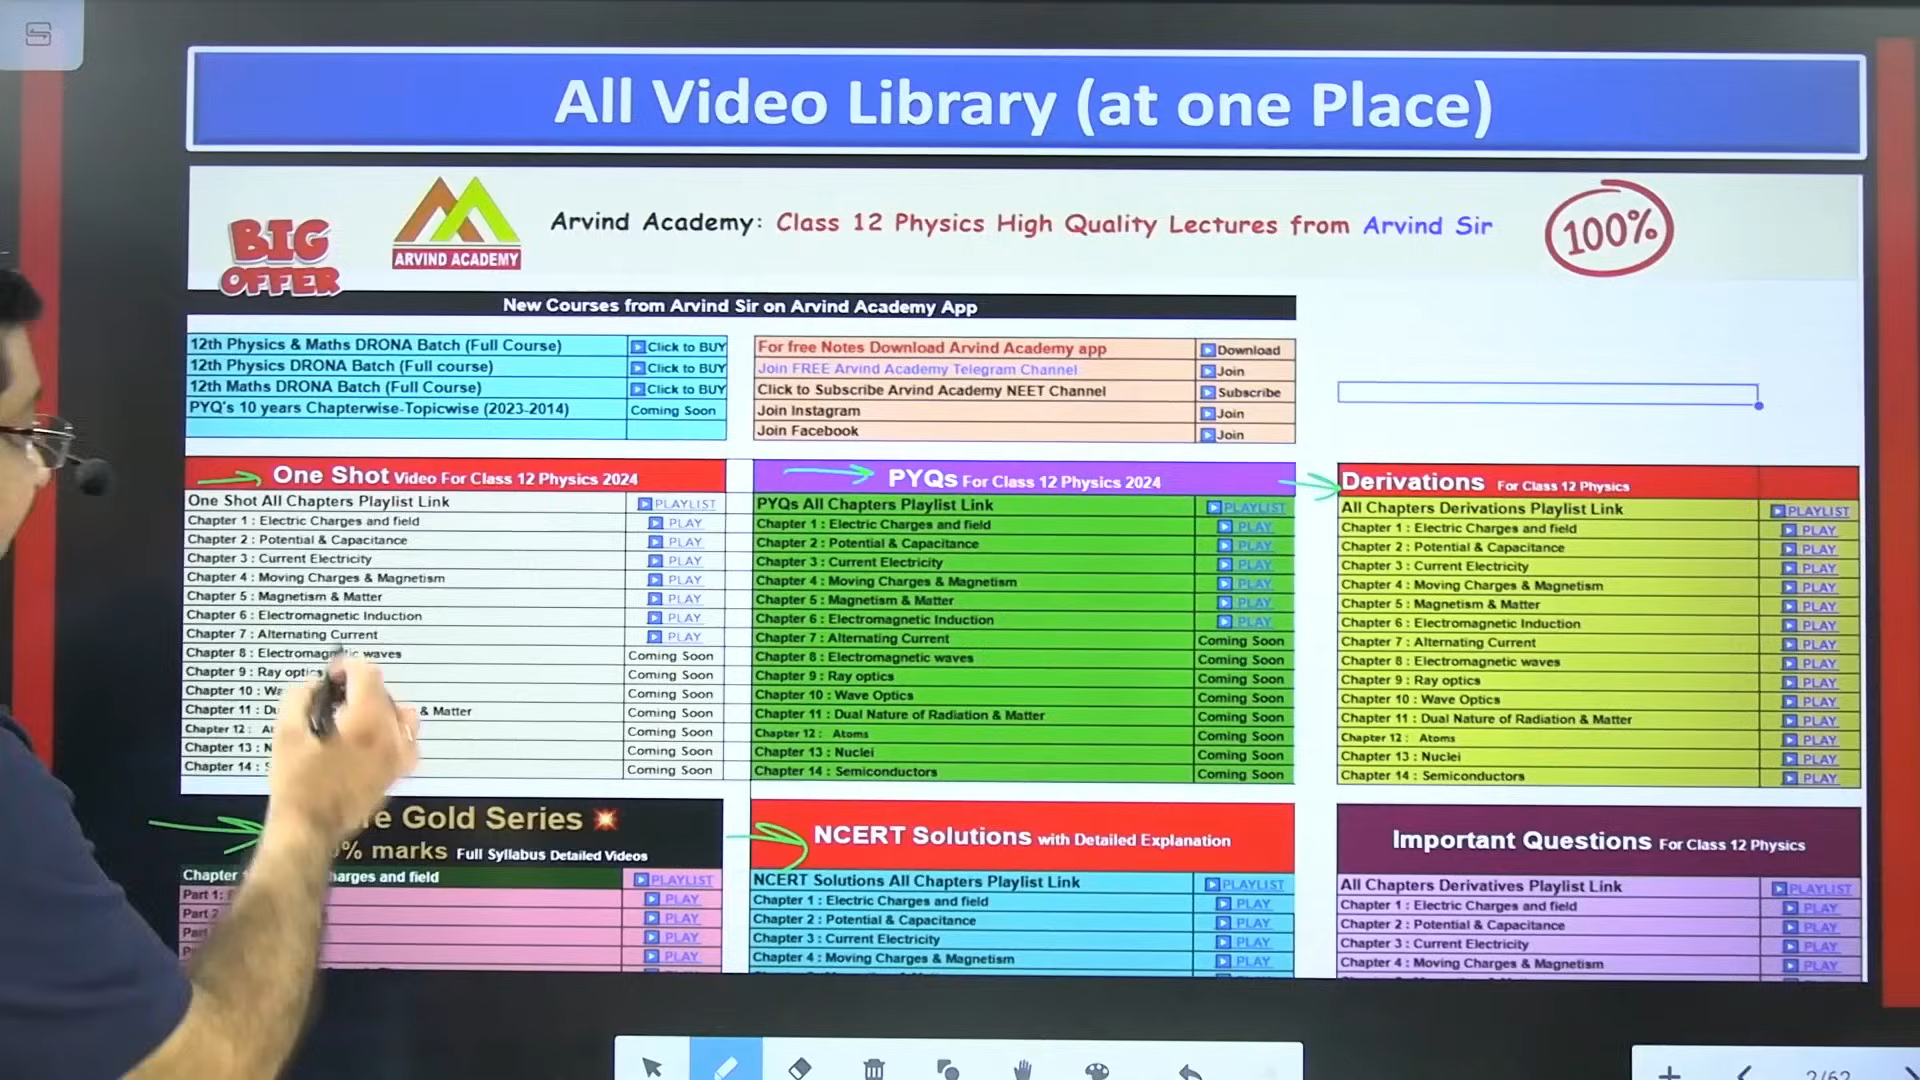 All Video Library (at one Place)
BIG
OFFER
ARVIND ACADEMY
Arvind Academy: Class 12 Physics High Quality Lectures from Arvind Sir
100%
New Courses from Arvind Sir on Arvind Academy App
12th Physics & Maths DRONA Batch (Full Course) Click to BUY
12th Physics DRONA Batch (Full course) Click to BUY
12th Maths DRONA Batch (Full Course) Click to BUY
PYQ's 10 years Chapterwise-Topicwise (2023-2014) Coming Soon
For free Notes Download Arvind Academy app Download
Join FREE Arvind Academy Telegram Channel Join
Click to Subscribe Arvind Academy NEET Channel Subscribe
Join Instagram Join
Join Facebook Join
One Shot Video For Class 12 Physics 2024
One Shot All Chapters Playlist Link PLAYLIST
Chapter 1 : Electric Charges and field PLAY
Chapter 2 : Potential & Capacitance PLAY
Chapter 3 : Current Electricity PLAY
Chapter 4 : Moving Charges & Magnetism PLAY
Chapter 5 : Magnetism & Matter PLAY
Chapter 6 : Electromagnetic Induction PLAY
Chapter 7 : Alternating Current PLAY
Chapter 8 : Electromagnetic waves Coming Soon
Chapter 9 : Ray optics Coming Soon
Chapter 10 : Coming Soon
Chapter 11 : & Matter Coming Soon
Chapter 12 : Coming Soon
Chapter 13 : Coming Soon
Chapter 14 : Coming Soon
PYQs For Class 12 Physics 2024
PYQs All Chapters Playlist Link PLAYLIST
Chapter 1 : Electric Charges and field PLAY
Chapter 2 : Potential & Capacitance PLAY
Chapter 3 : Current Electricity PLAY
Chapter 4 : Moving Charges & Magnetism PLAY
Chapter 5 : Magnetism & Matter PLAY
Chapter 6 : Electromagnetic Induction PLAY
Chapter 7 : Alternating Current Coming Soon
Chapter 8 : Electromagnetic waves Coming Soon
Chapter 9 : Ray optics Coming Soon
Chapter 10 : Wave Optics Coming Soon
Chapter 11 : Dual Nature of Radiation & Matter Coming Soon
Chapter 12 : Atoms Coming Soon
Chapter 13 : Nuclei Coming Soon
Chapter 14 : Semiconductors Coming Soon
Derivations For Class 12 Physics
All Chapters Derivations Playlist Link PLAYLIST
Chapter 1 : Electric Charges and field PLAY
Chapter 2 : Potential & Capacitance PLAY
Chapter 3 : Current Electricity PLAY
Chapter 4 : Moving Charges & Magnetism PLAY
Chapter 5 : Magnetism & Matter PLAY
Chapter 6 : Electromagnetic Induction PLAY
Chapter 7 : Alternating Current PLAY
Chapter 8 : Electromagnetic waves PLAY
Chapter 9 : Ray optics PLAY
Chapter 10 : Wave Optics PLAY
Chapter 11 : Dual Nature of Radiation & Matter PLAY
Chapter 12 : Atoms PLAY
Chapter 13 : Nuclei PLAY
Chapter 14 : Semiconductors PLAY
Gold Series
% marks Full Syllabus Detailed Videos
Chapter and field PLAYLIST
Part 1: PLAY
Part 2 PLAY
Part PLAY
PLAY
NCERT Solutions with Detailed Explanation
NCERT Solutions All Chapters Playlist Link PLAYLIST
Chapter 1 : Electric Charges and field PLAY
Chapter 2 : Potential & Capacitance PLAY
Chapter 3 : Current Electricity PLAY
Chapter 4 : Moving Charges & Magnetism PLAY
Important Questions For Class 12 Physics
All Chapters Derivatives Playlist Link PLAYLIST
Chapter 1 : Electric Charges and field PLAY
Chapter 2 : Potential & Capacitance PLAY
Chapter 3 : Current Electricity PLAY
Chapter 4 : Moving Charges & Magnetism PLAY
2/62